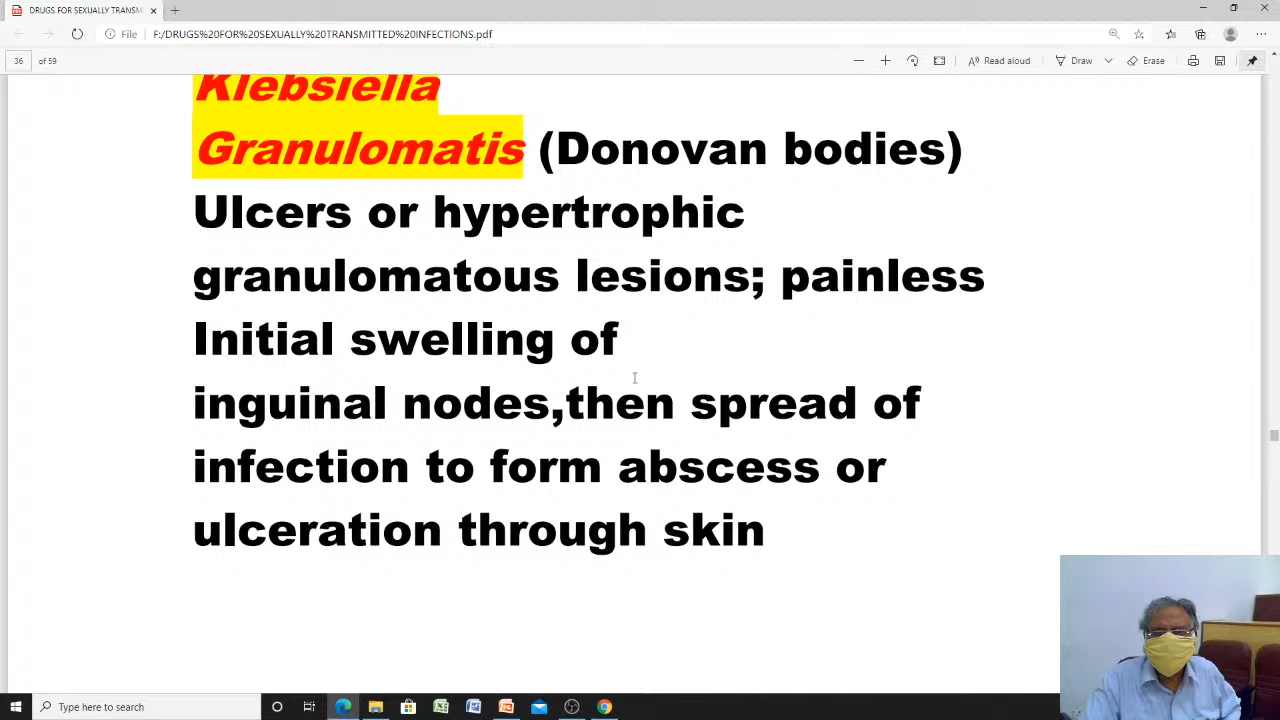 DRUGS FOR SEXUALLY TRANSM
File F:/DRUGS%20FOR%20SEXUALLY%20TRANSMITTED%20INFECTIONS.pdf
36 of 59 Read aloud Draw Erase
Klebsiella
Granulomatis (Donovan bodies)
Ulcers or hypertrophic
granulomatous lesions; painless
Initial swelling of
inguinal nodes,then spread of
infection to form abscess or
ulceration through skin
Type here to search